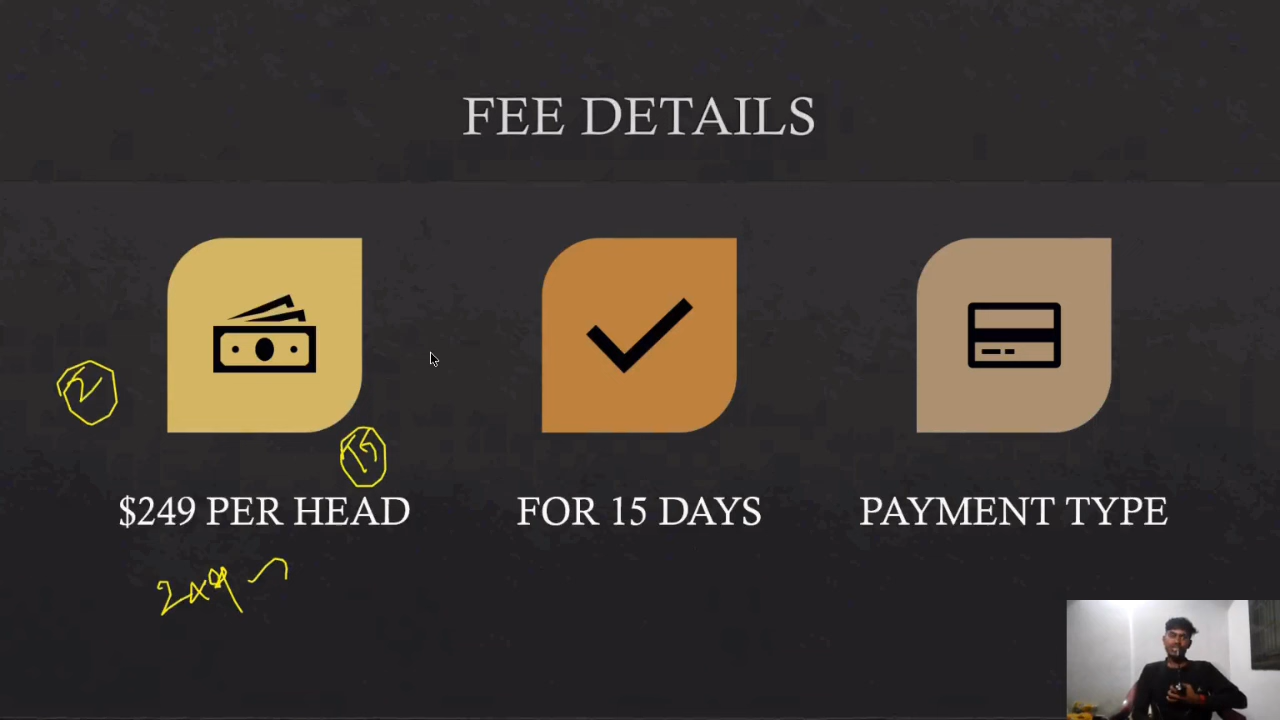 FEE DETAILS
$249 PER HEAD
FOR 15 DAYS
PAYMENT TYPE